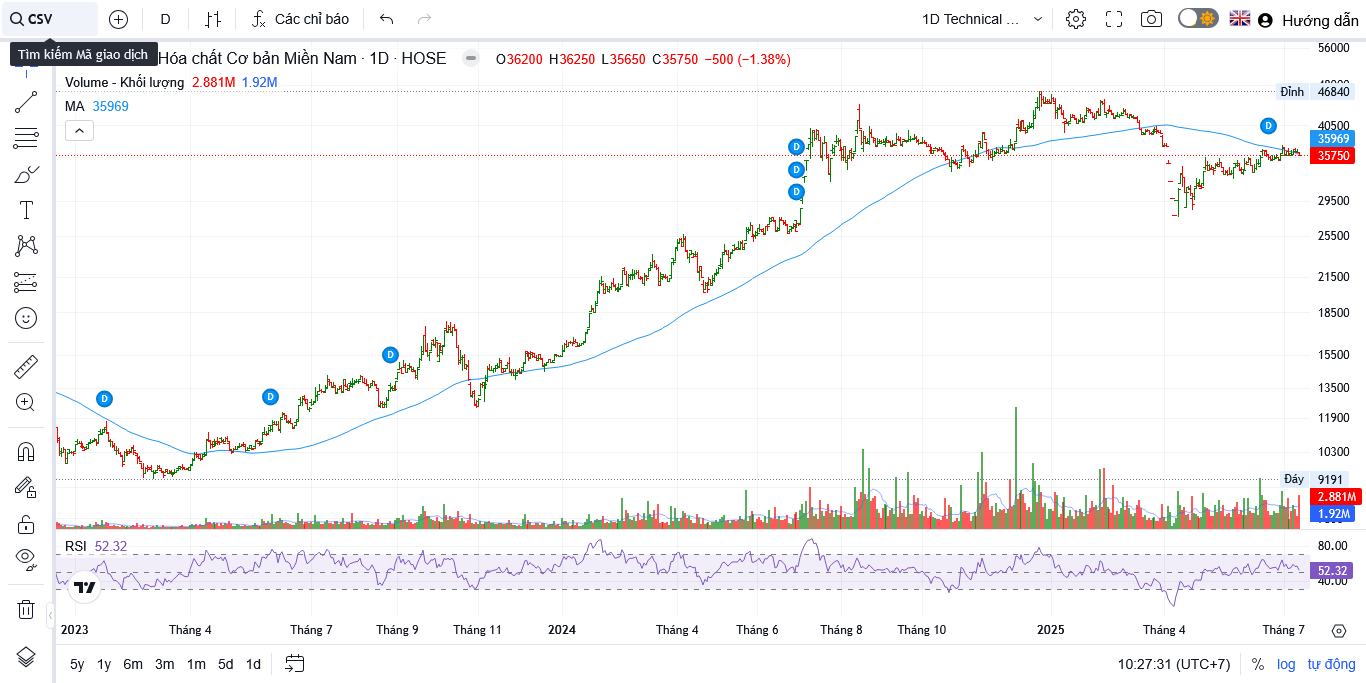 CSV
D
Các chỉ báo
1D Technical ...
Hướng dẫn
Tìm kiếm Mã giao dịch
Hóa chất Cơ bản Miền Nam · 1D · HOSE
O36200 H36250 L35650 C35750 −500 (−1.38%)
Volume - Khối lượng 2.881M 1.92M
MA 35969
56000
Đỉnh 46840
40500
35969
35750
29500
25500
21500
18500
15500
13500
11900
10300
Đáy 9191
2.881M
1.92M
D
D
D
D
D
D
D
RSI 52.32
80.00
52.32
40.00
2023 Tháng 4 Tháng 7 Tháng 9 Tháng 11 2024 Tháng 4 Tháng 6 Tháng 8 Tháng 10 2025 Tháng 4 Tháng 7
5y 1y 6m 3m 1m 5d 1d
10:27:31 (UTC+7) % log tự động